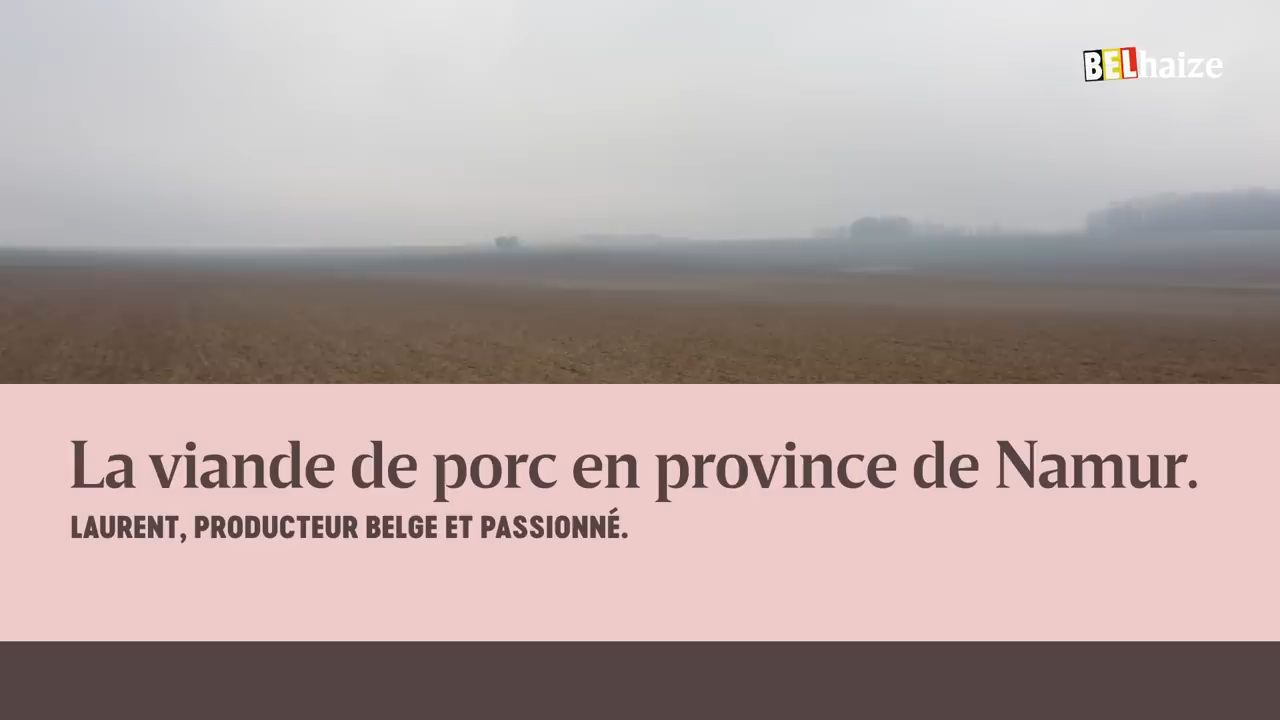 BELhaize
La viande de porc en province de Namur.
LAURENT, PRODUCTEUR BELGE ET PASSIONNÉ.